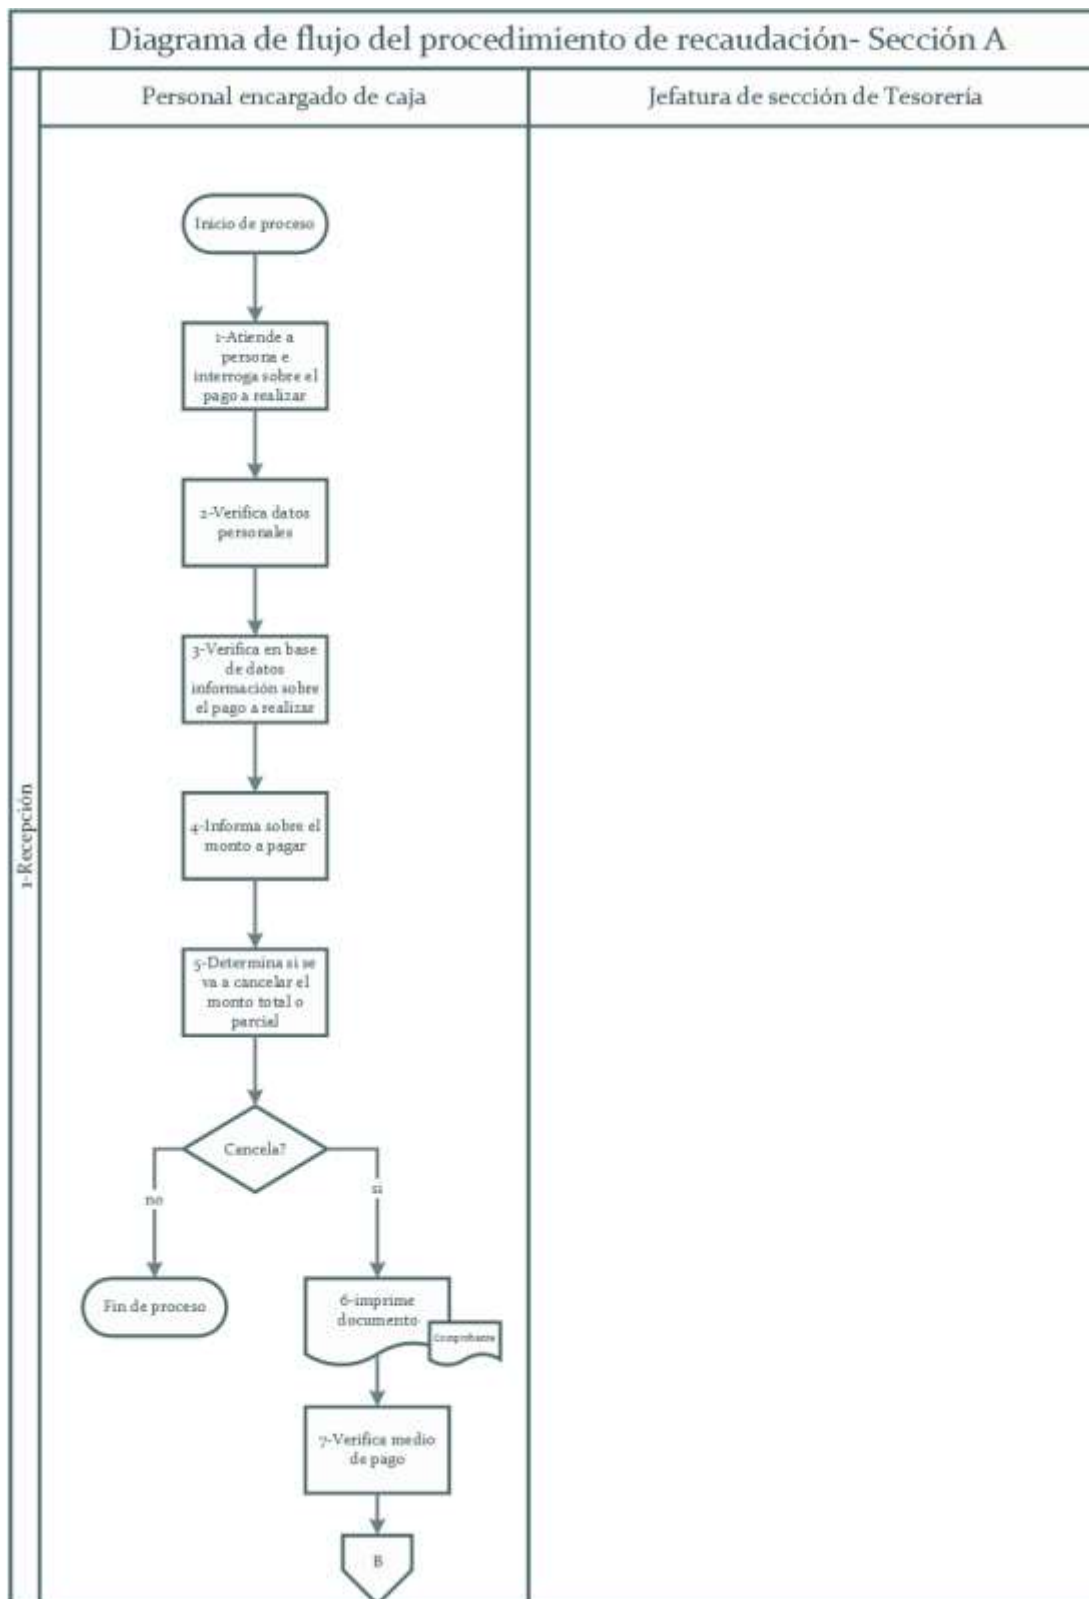 Diagrama de flujo del procedimiento de recaudación- Sección A
Personal encargado de caja
Jefatura de sección de Tesorería
1-Recepción
Inicio de proceso
1-Atiende a
persona e
interroga sobre el
pago a realizar
2-Verifica datos
personales
3-Verifica en base
de datos
información sobre
el pago a realizar
4-Informa sobre el
monto a pagar
5-Determina si se
va a cancelar el
monto total o
parcial
Cancela?
no
si
Fin de proceso
6-imprime
documento
Comprobante
7-Verifica medio
de pago
B